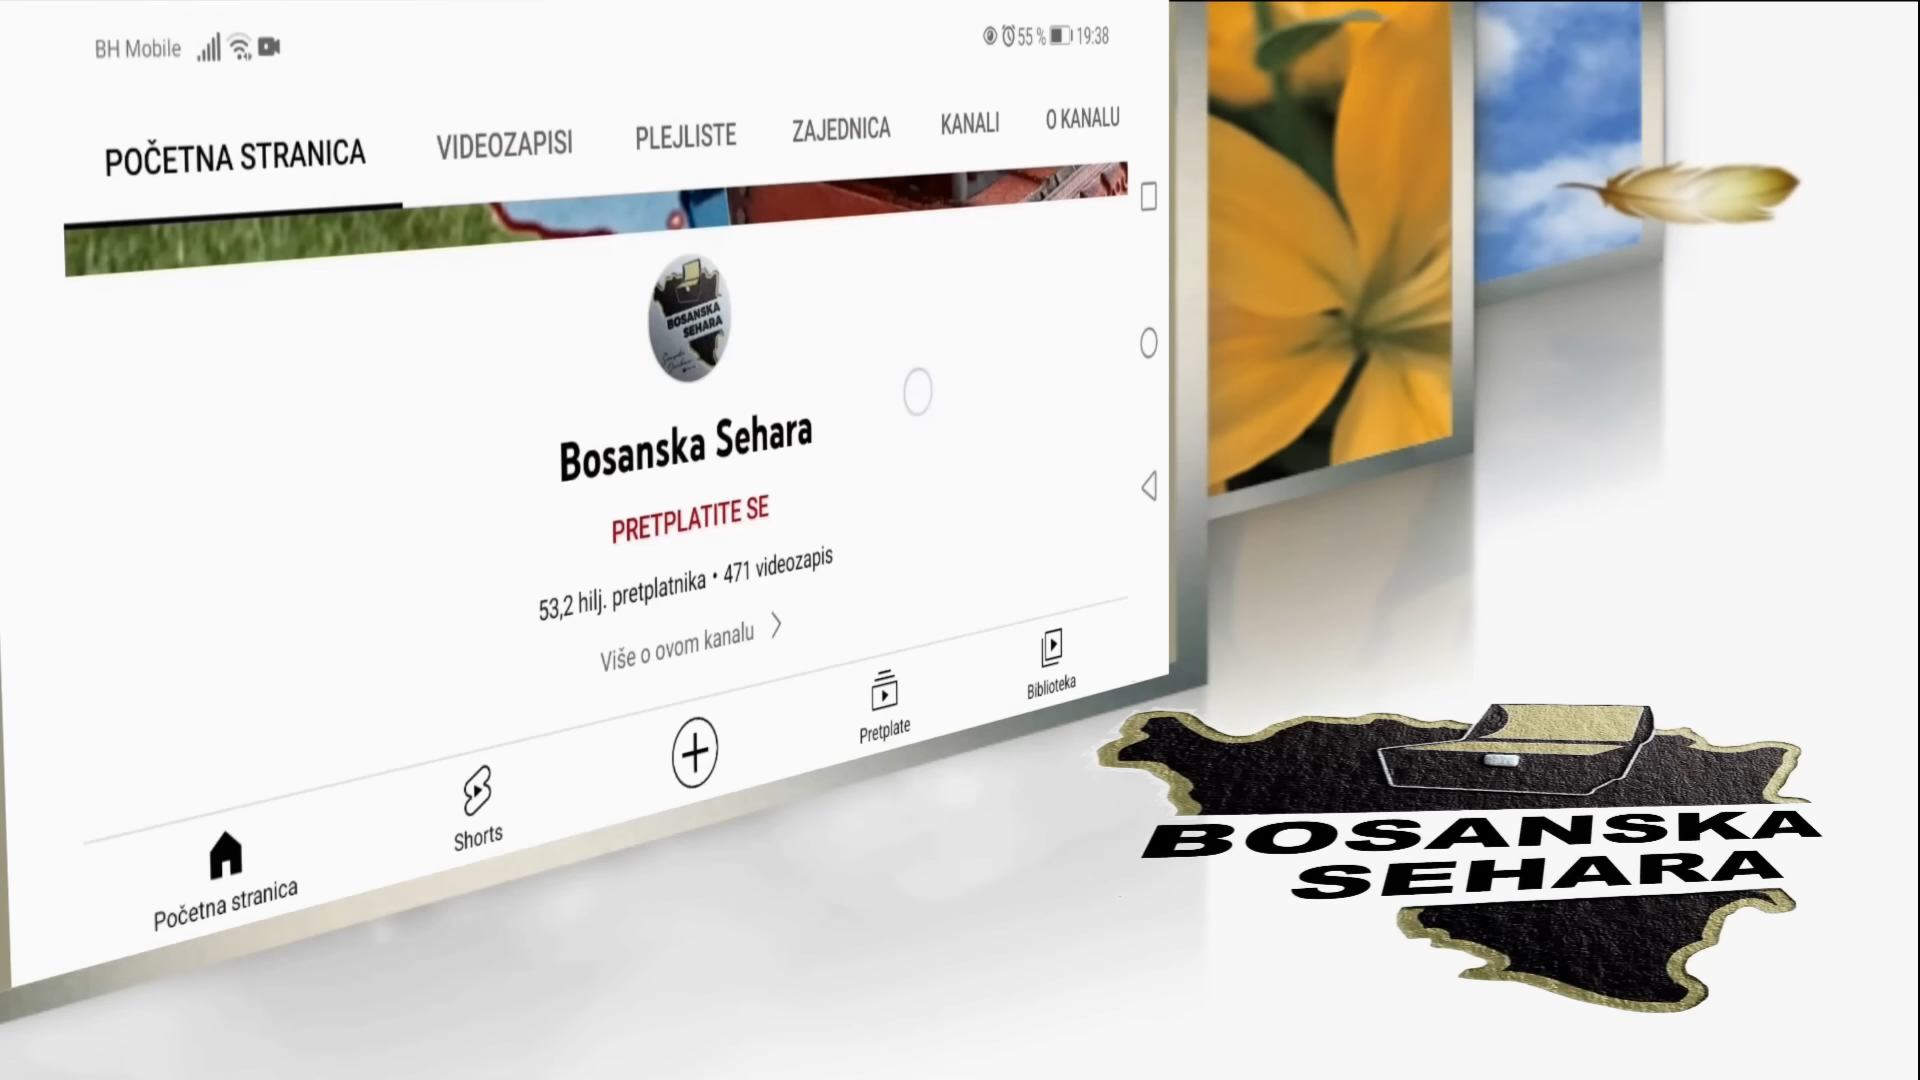 BH Mobile
55 %
19:38
POČETNA STRANICA
VIDEOZAPISI
PLEJLISTE
ZAJEDNICA
KANALI
O KANALU
BOSANSKA
SEHARA
Bosanska Sehara
PRETPLATITE SE
53,2 hilj. pretplatnika • 471 videozapis
Više o ovom kanalu
Početna stranica
Shorts
Pretplate
Biblioteka
BOSANSKA
SEHARA